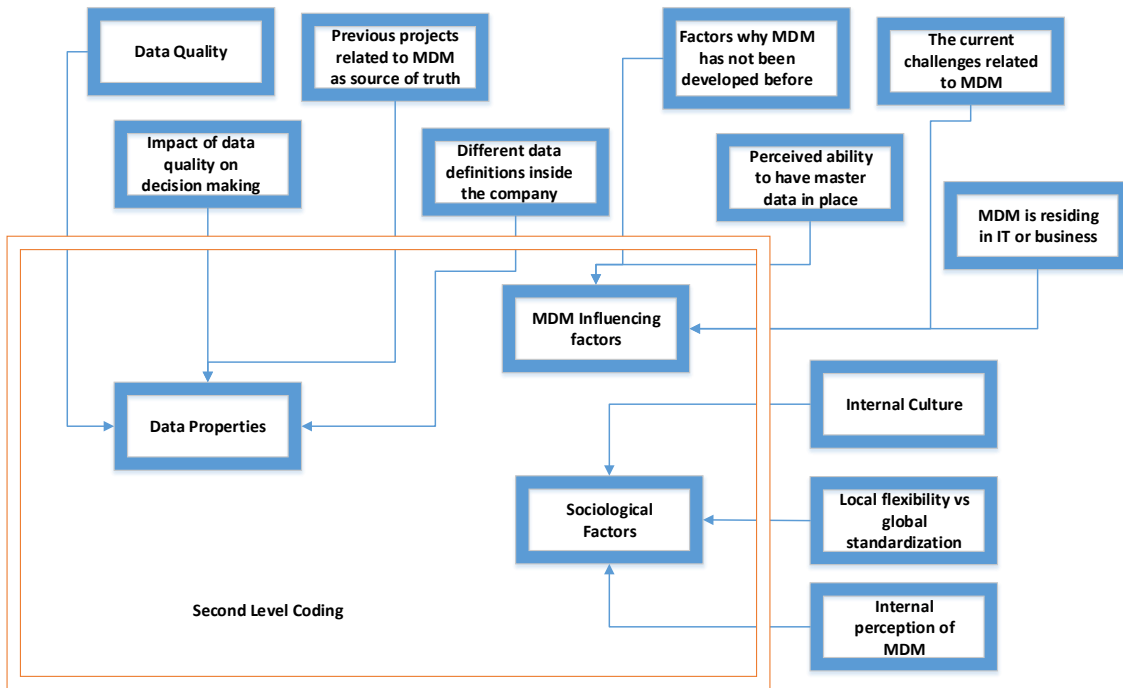 Data Quality
Previous projects
related to MDM
as source of truth
Factors why MDM
has not been
developed before
The current
challenges related
to MDM
Impact of data
quality on
decision making
Different data
definitions inside
the company
Perceived ability
to have master
data in place
MDM is residing
in IT or business
MDM Influencing
factors
Data Properties
Internal Culture
Sociological
Factors
Local flexibility vs
global
standardization
Second Level Coding
Internal
perception of
MDM